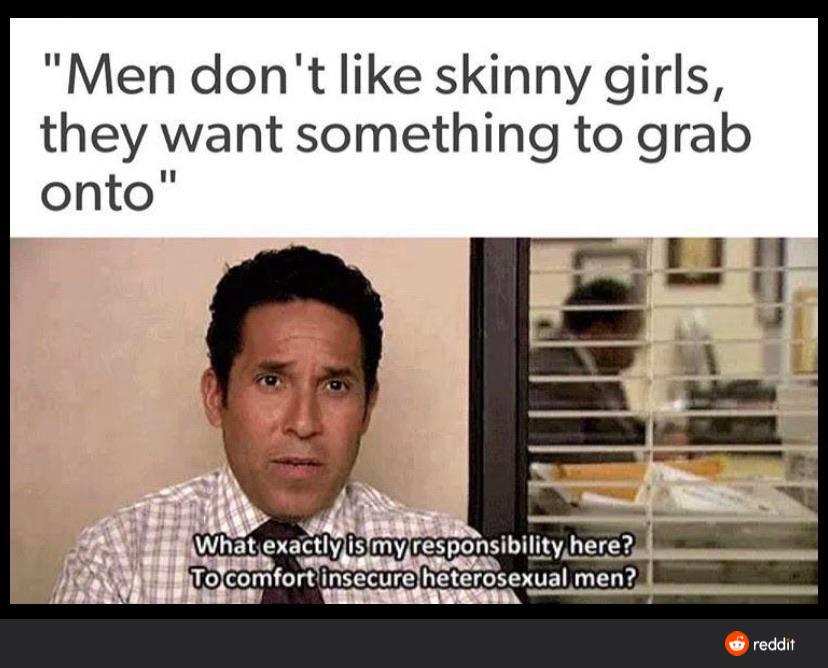 "Men don't like skinny girls,
they want something to grab
onto"
What exactly is my responsibility here?
To comfort insecure heterosexual men?
reddit